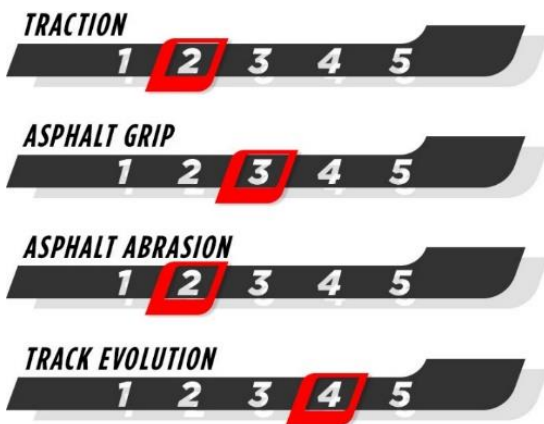 TRACTION
1 2 3 4 5
ASPHALT GRIP
1 2 3 4 5
ASPHALT ABRASION
1 2 3 4 5
TRACK EVOLUTION
1 2 3 4 5